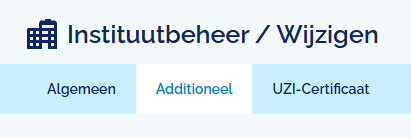 Instituutbeheer / Wijzigen
Algemeen Additioneel UZI-Certificaat